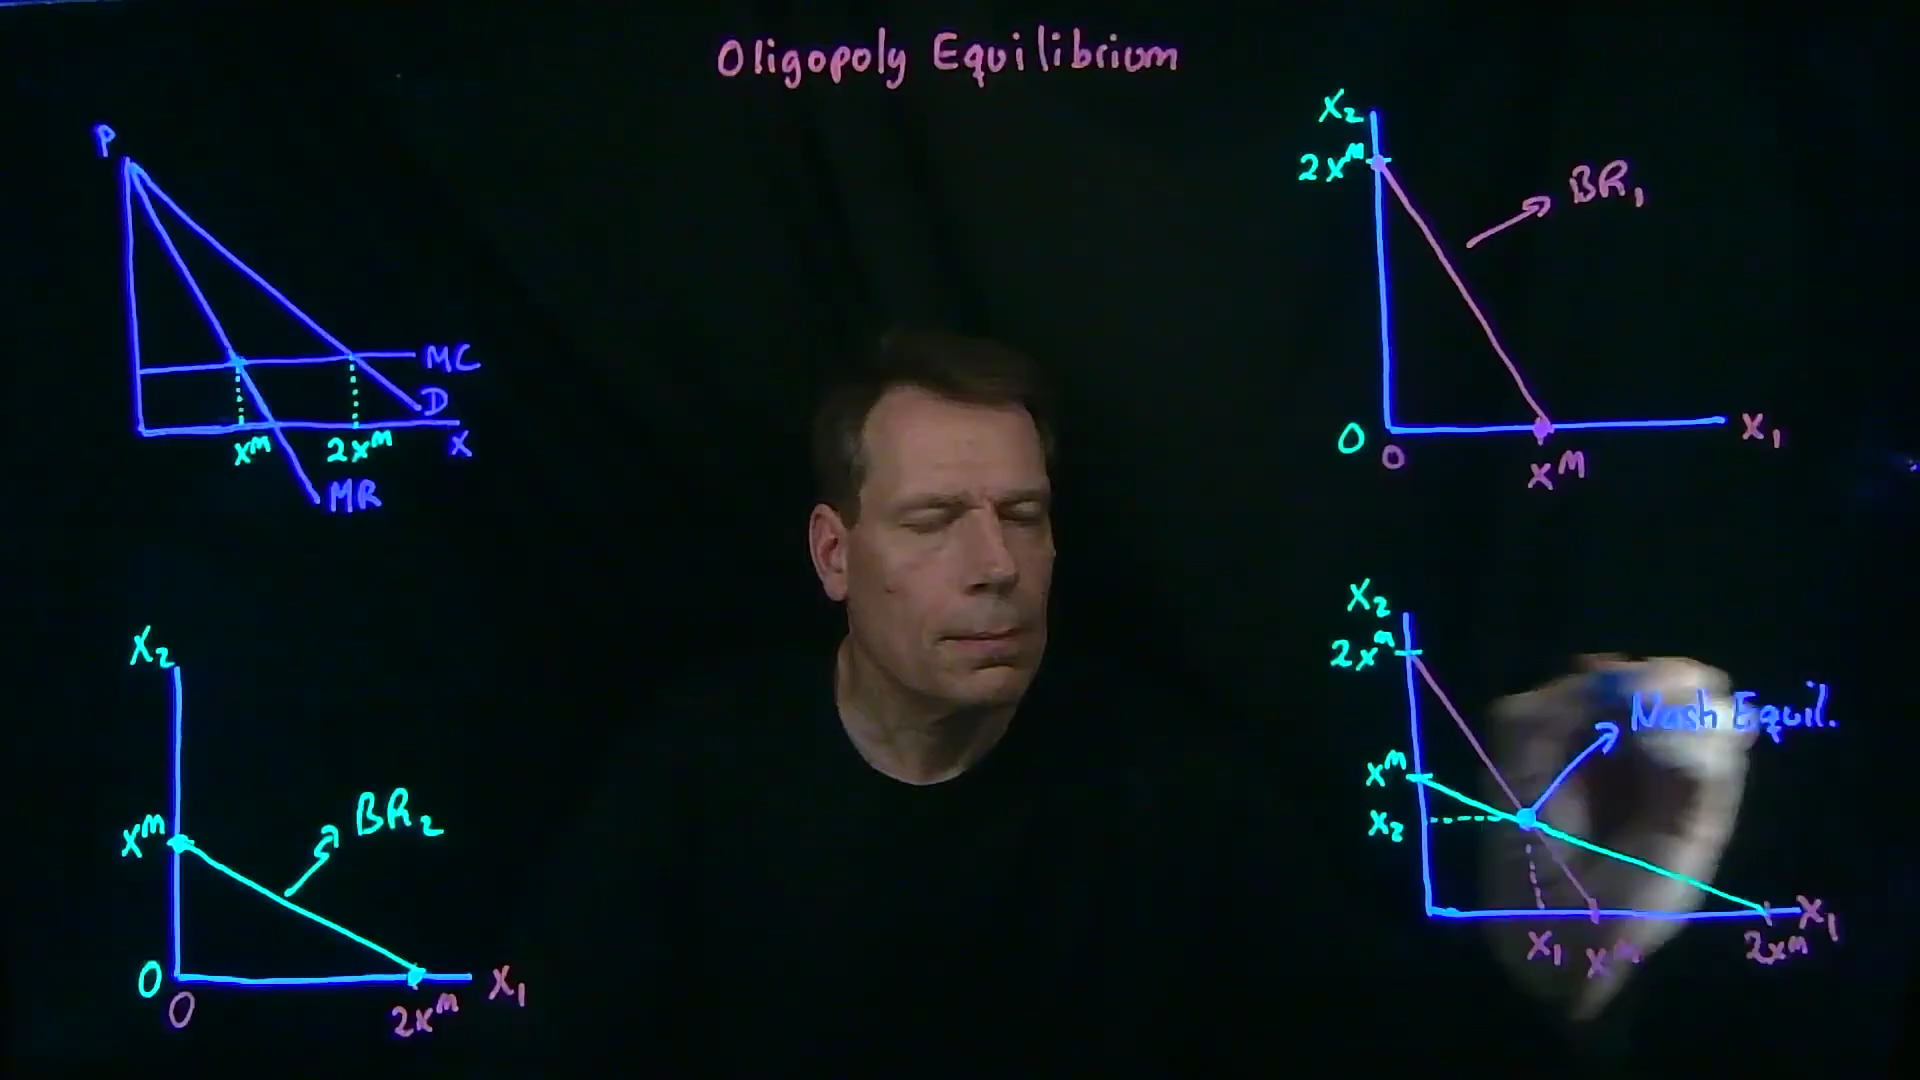 Oligopoly Equilibrium
P
MC
D
x^M 2x^M X
MR
X₂
2x^M
BR₁
0
0 x^M X₁
X₂
x^M
BR₂
0
0 2x^M X₁
X₂
2x^M
Nash Equil.
x^M
X₂
X₁ x^M 2x^M X₁